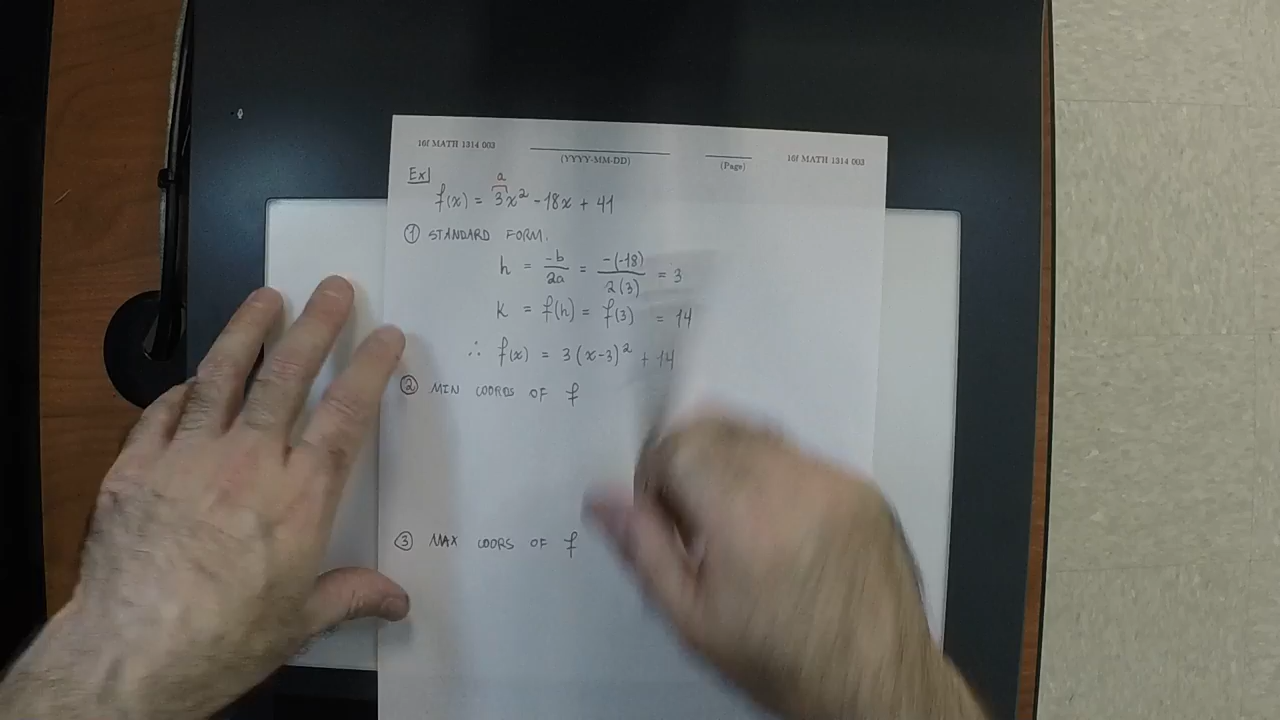 16f MATH 1314 003 (YYYY-MM-DD) (Page) 16f MATH 1314 003
Ex
a
f(x) = 3x² - 18x + 41
① STANDARD FORM.
h = -b/2a = -(-18)/2(3) = 3
k = f(h) = f(3) = 14
∴ f(x) = 3(x-3)² + 14
② MIN COORDS OF f
③ MAX COORS OF f